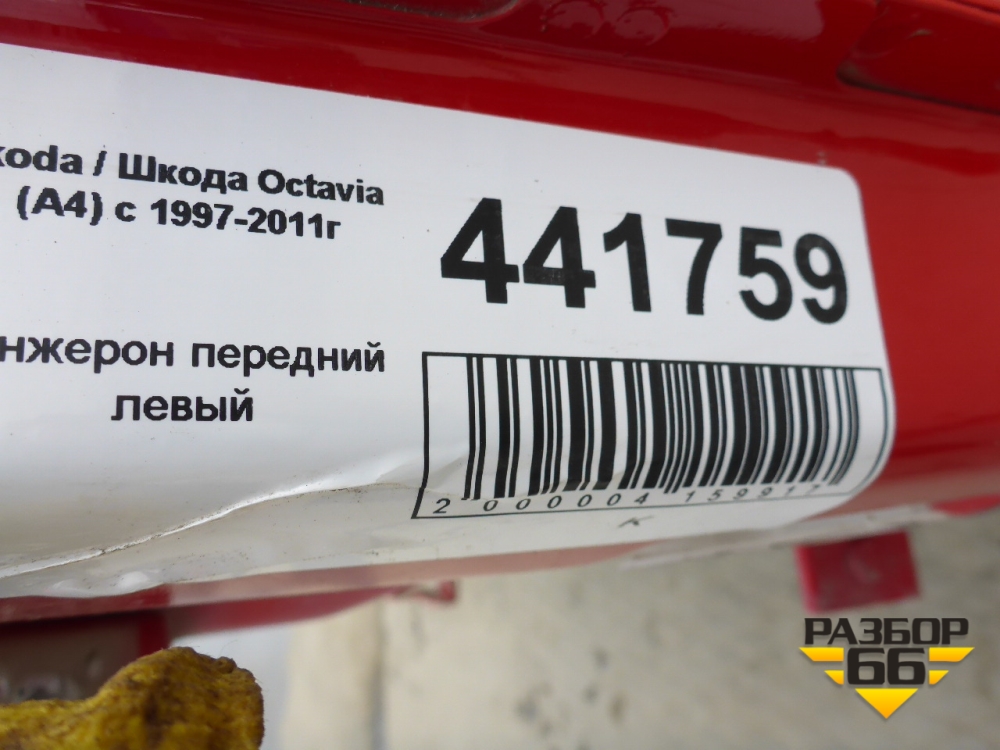 koda / Шкода Octavia
(A4) с 1997-2011г
441759
нжерон передний
левый
2 000004 159917
РАЗБОР
66